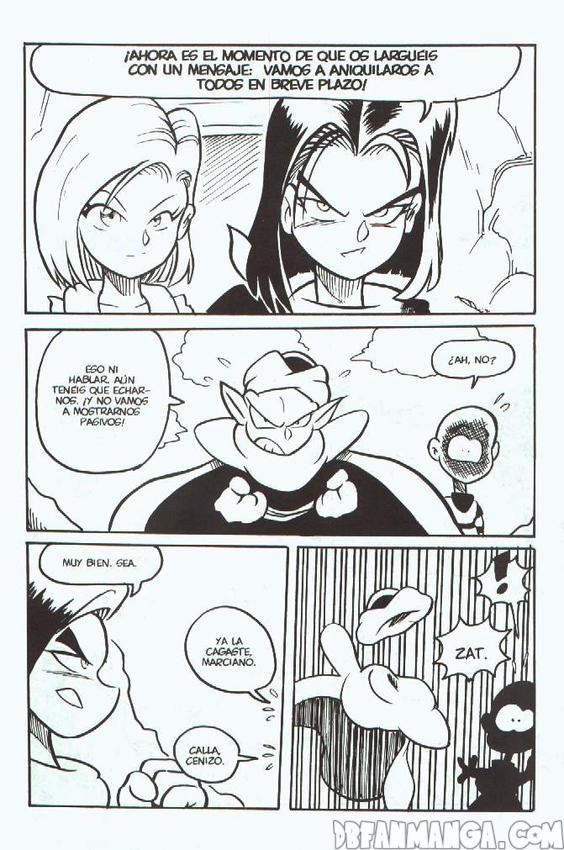 ¡AHORA ES EL MOMENTO DE QUE OS LARGUÉIS
CON UN MENSAJE: VAMOS A ANIQUILAROS A
TODOS EN BREVE PLAZO!
ESO NI
HABLAR. AÚN
TENÉIS QUE ECHAR-
NOS. ¡Y NO VAMOS
A MOSTRARNOS
PASIVOS!
¿AH, NO?
MUY BIEN. SEA.
YA LA
CAGASTE,
MARCIANO.
CALLA,
CENIZO.
!
ZAT.
DBFANMANGA.COM